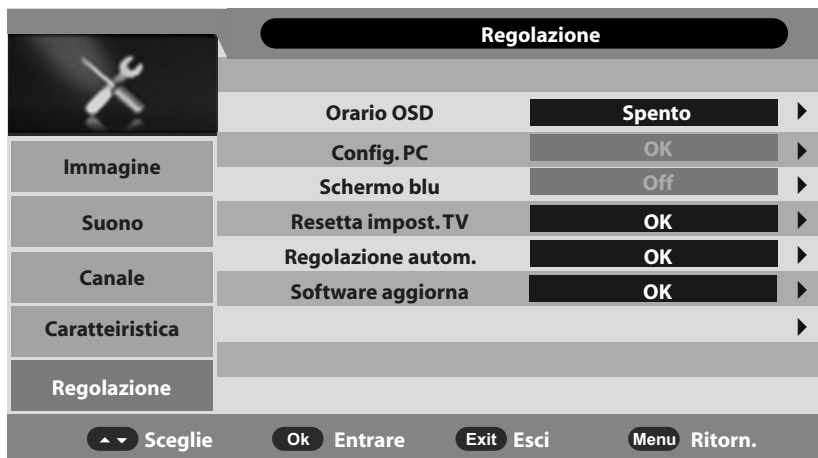 Regolazione
Orario OSD Spento
Config. PC OK
Schermo blu Off
Resetta impost. TV OK
Regolazione autom. OK
Software aggiorna OK
Immagine
Suono
Canale
Caratteiristica
Regolazione
Sceglie Ok Entrare Exit Esci Menu Ritorn.